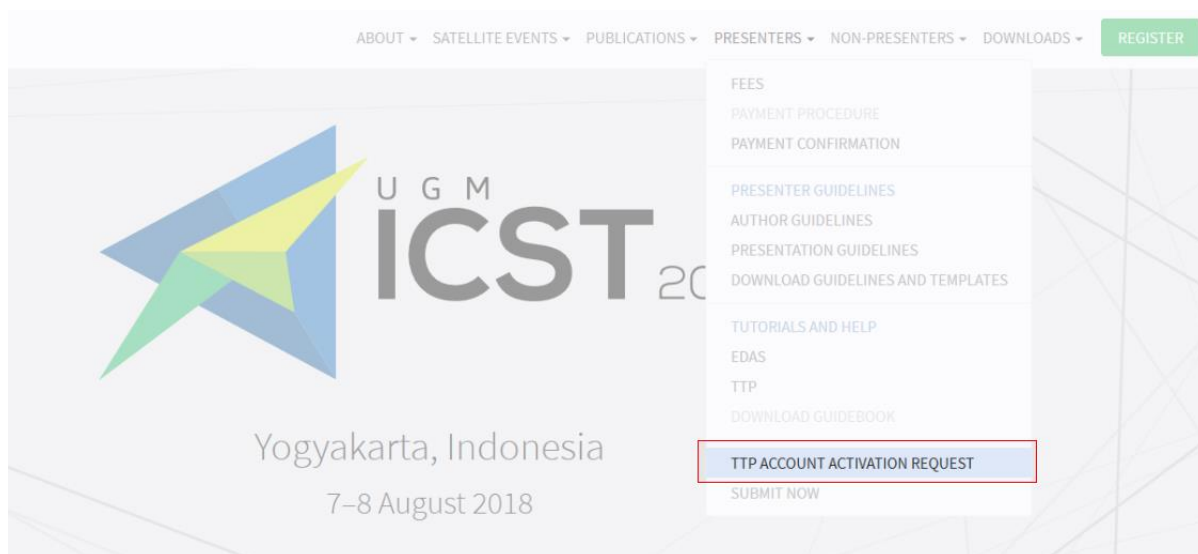 ABOUT SATELLITE EVENTS PUBLICATIONS PRESENTERS NON-PRESENTERS DOWNLOADS REGISTER
FEES
PAYMENT PROCEDURE
PAYMENT CONFIRMATION
PRESENTER GUIDELINES
AUTHOR GUIDELINES
PRESENTATION GUIDELINES
DOWNLOAD GUIDELINES AND TEMPLATES
TUTORIALS AND HELP
EDAS
TTP
DOWNLOAD GUIDEBOOK
TTP ACCOUNT ACTIVATION REQUEST
SUBMIT NOW
UGM
ICST 20
Yogyakarta, Indonesia
7–8 August 2018